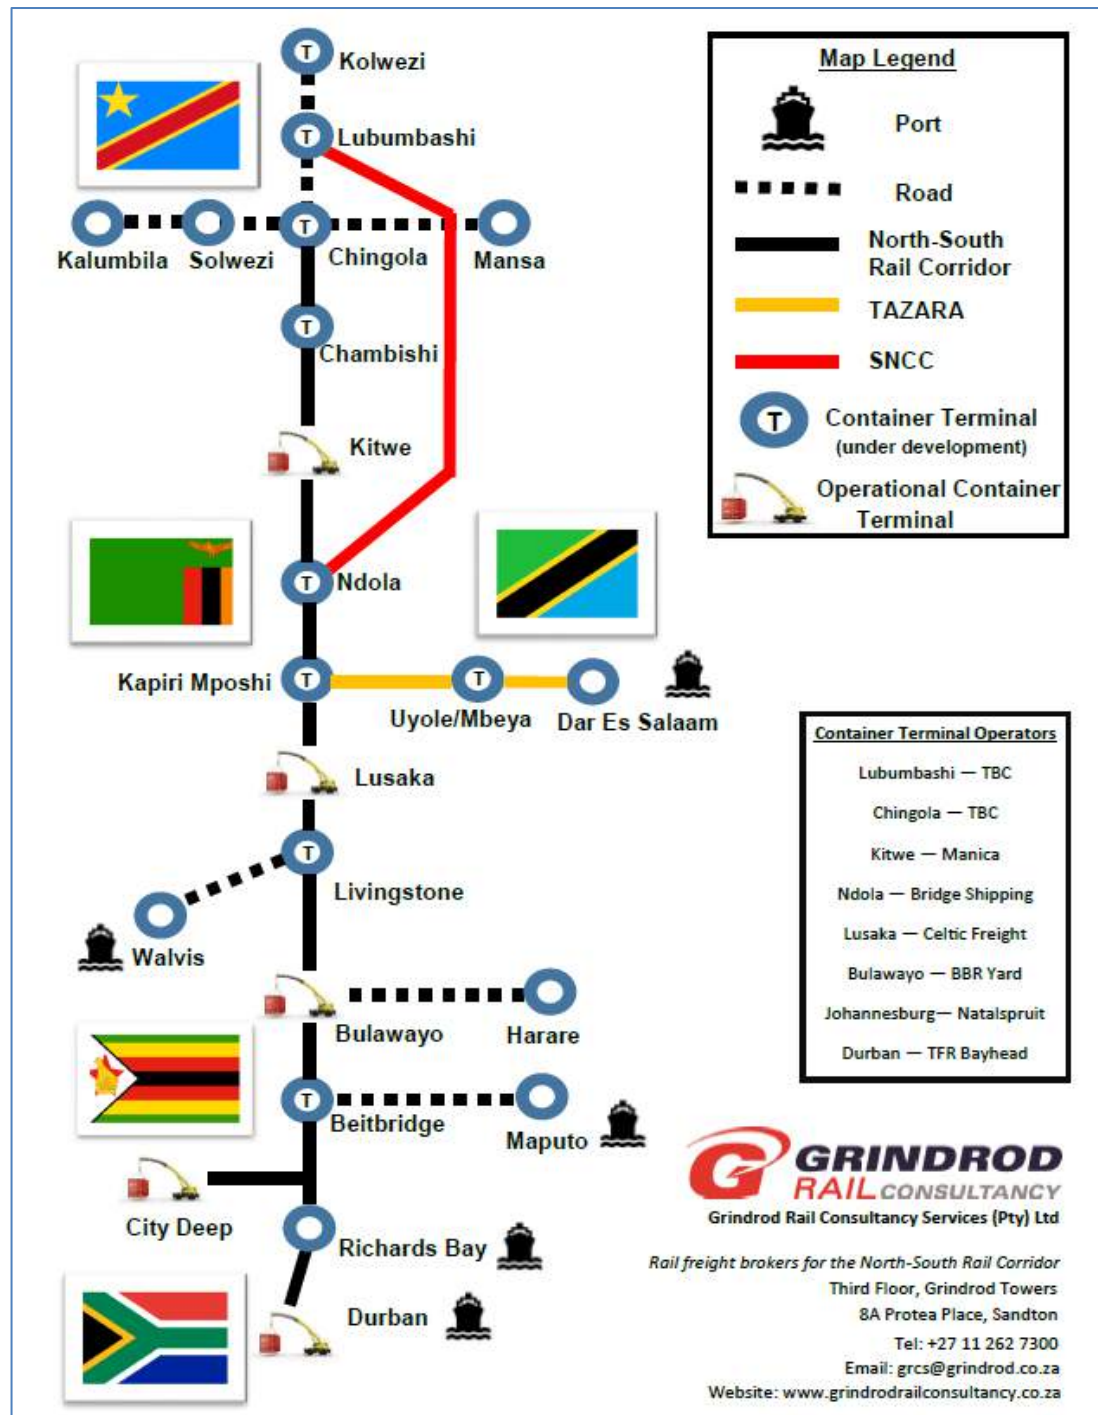 T
Kolwezi
T
Lubumbashi
Kalumbila
Solwezi
T
Chingola
Mansa
T
Chambishi
Kitwe
T
Ndola
Kapiri Mposhi
T
T
Uyole/Mbeya
Dar Es Salaam
Lusaka
T
Livingstone
Walvis
Bulawayo
Harare
T
Beitbridge
Maputo
City Deep
Richards Bay
Durban
Map Legend
Port
Road
North-South
Rail Corridor
TAZARA
SNCC
T
Container Terminal
(under development)
Operational Container
Terminal
Container Terminal Operators
Lubumbashi — TBC
Chingola — TBC
Kitwe — Manica
Ndola — Bridge Shipping
Lusaka — Celtic Freight
Bulawayo — BBR Yard
Johannesburg— Natalspruit
Durban — TFR Bayhead
GRINDROD
RAIL CONSULTANCY
Grindrod Rail Consultancy Services (Pty) Ltd
Rail freight brokers for the North-South Rail Corridor
Third Floor, Grindrod Towers
8A Protea Place, Sandton
Tel: +27 11 262 7300
Email: grcs@grindrod.co.za
Website: www.grindrodrailconsultancy.co.za